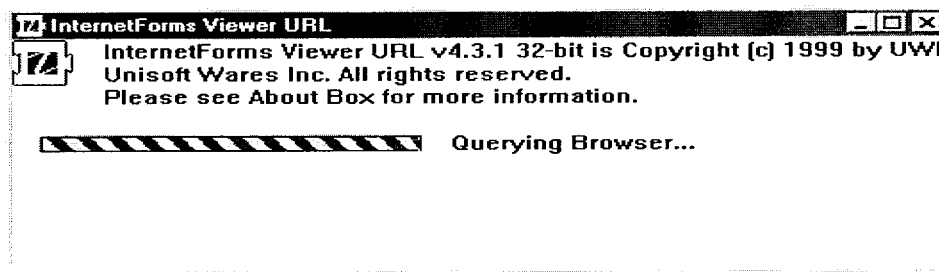 InternetForms Viewer URL
InternetForms Viewer URL v4.3.1 32-bit is Copyright (c) 1999 by UWI
Unisoft Wares Inc. All rights reserved.
Please see About Box for more information.
Querying Browser...